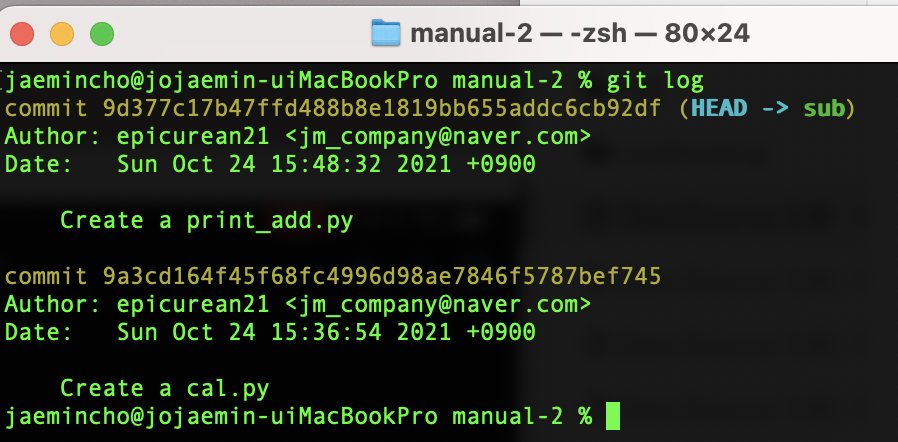 manual-2 — -zsh — 80×24
jaemincho@jojaemin-uiMacBookPro manual-2 % git log
commit 9d377c17b47ffd488b8e1819bb655addc6cb92df (HEAD -> sub)
Author: epicurean21 <jm_company@naver.com>
Date:   Sun Oct 24 15:48:32 2021 +0900
Create a print_add.py
commit 9a3cd164f45f68fc4996d98ae7846f5787bef745
Author: epicurean21 <jm_company@naver.com>
Date:   Sun Oct 24 15:36:54 2021 +0900
Create a cal.py
jaemincho@jojaemin-uiMacBookPro manual-2 %